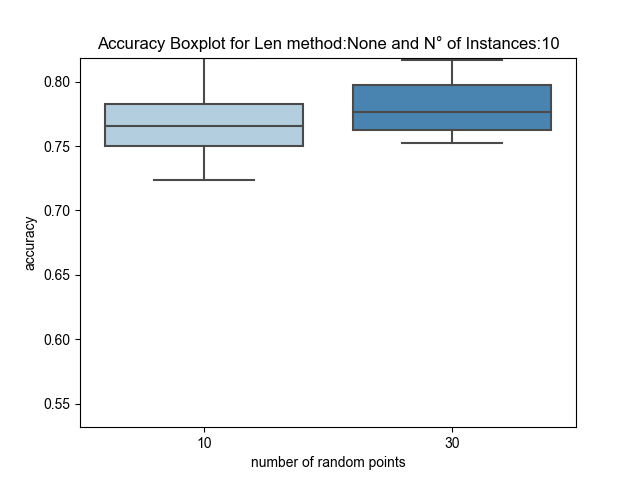 Accuracy Boxplot for Len method:None and N° of Instances:10
0.80
0.75
0.70
0.65
0.60
0.55
accuracy
10 30
number of random points